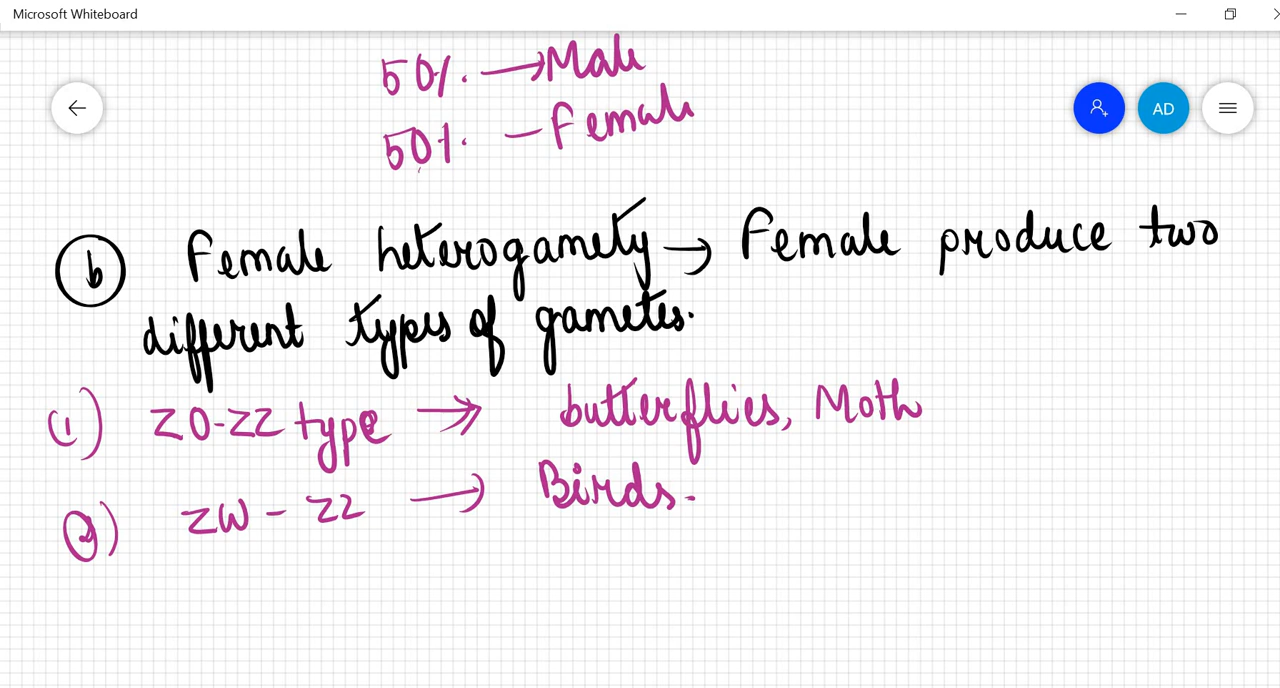 Microsoft Whiteboard
50% → Male
50% – Female
AD
b Female heterogamety → Female produce two
different types of gametes.
(1) ZO-ZZ type → butterflies, Moth
(2) ZW - ZZ → Birds.